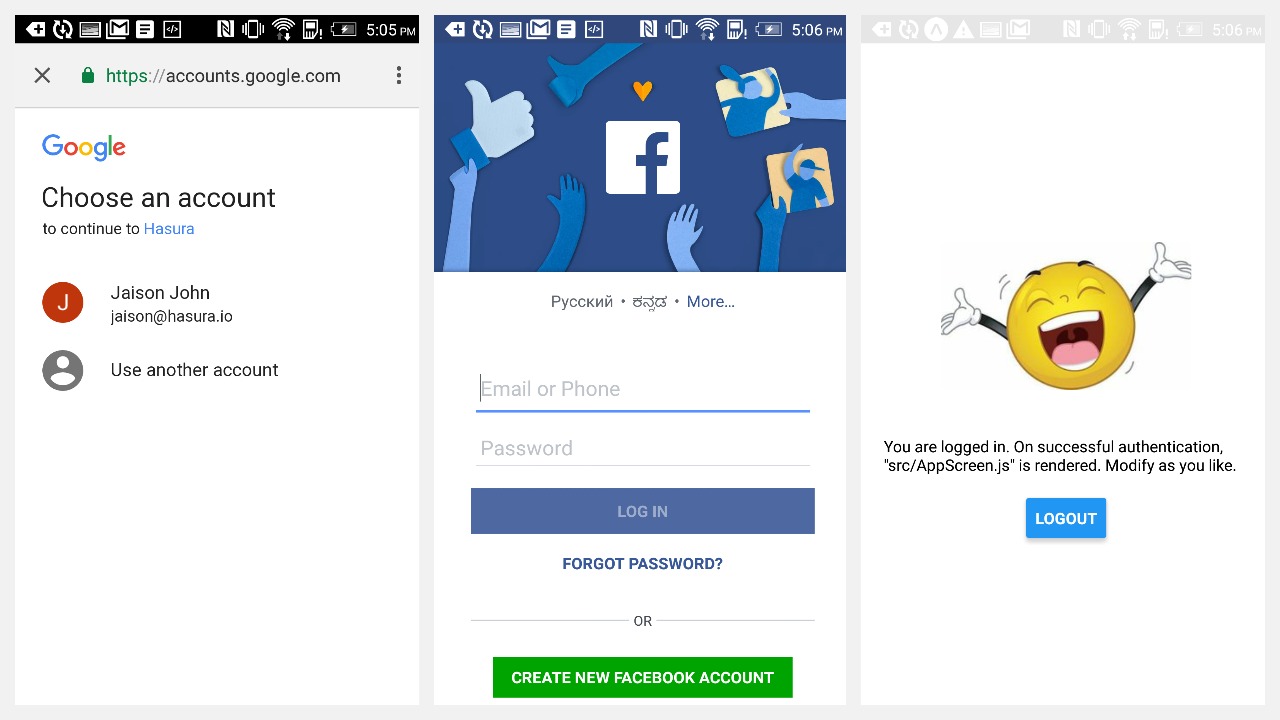 5:05 PM
https://accounts.google.com
Google
Choose an account
to continue to Hasura
J
Jaison John
jaison@hasura.io
Use another account
5:06 PM
f
Русский • ಕನ್ನಡ • More...
Email or Phone
Password
LOG IN
FORGOT PASSWORD?
OR
CREATE NEW FACEBOOK ACCOUNT
5:06 PM
You are logged in. On successful authentication,
"src/AppScreen.js" is rendered. Modify as you like.
LOGOUT